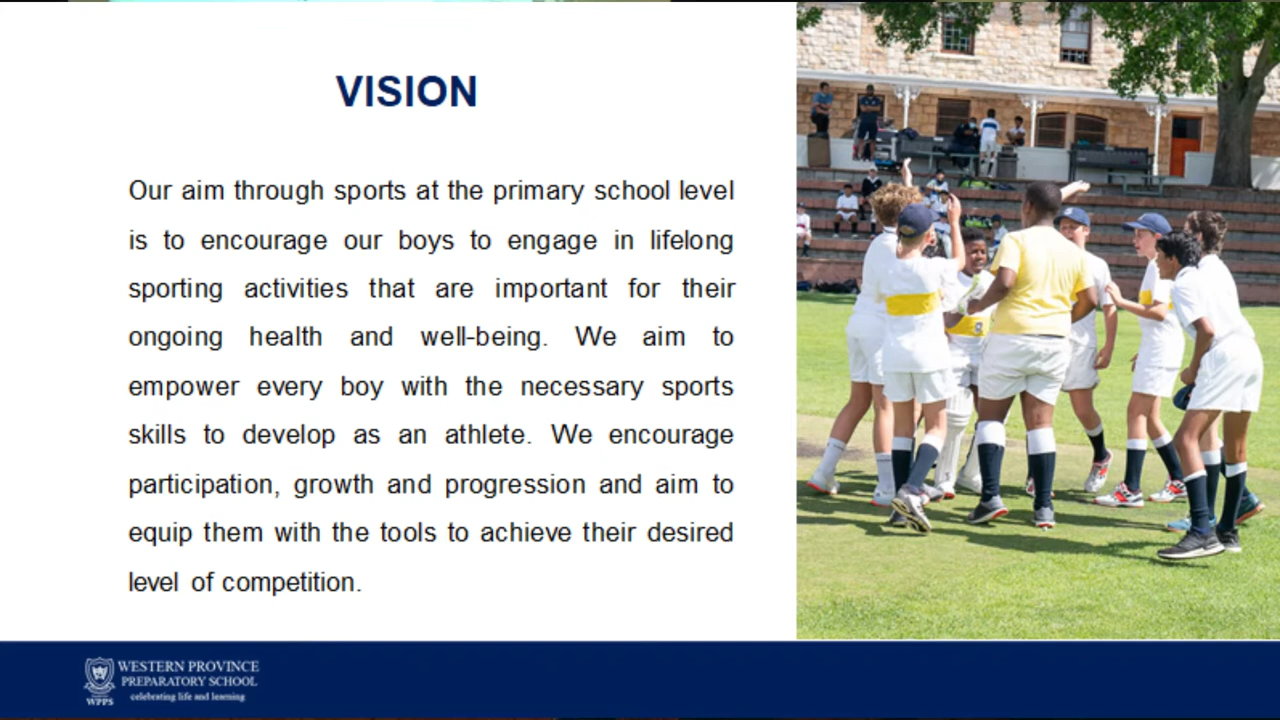 VISION
Our aim through sports at the primary school level
is to encourage our boys to engage in lifelong
sporting activities that are important for their
ongoing health and well-being. We aim to
empower every boy with the necessary sports
skills to develop as an athlete. We encourage
participation, growth and progression and aim to
equip them with the tools to achieve their desired
level of competition.
WESTERN PROVINCE
PREPARATORY SCHOOL
celebrating life and learning
WPPS